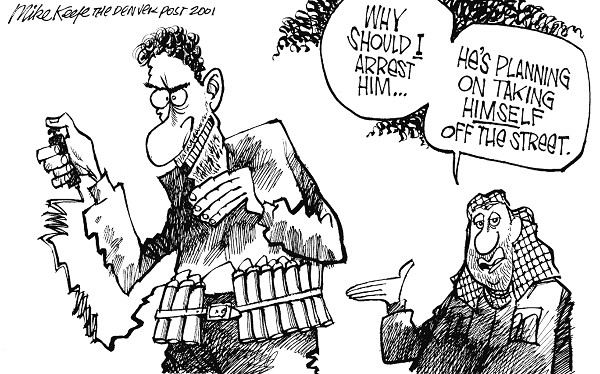 MIKE KEEFE THE DENVER POST 2001
WHY
SHOULD I
ARREST
HIM...
HE'S PLANNING
ON TAKING
HIMSELF
OFF THE STREET.